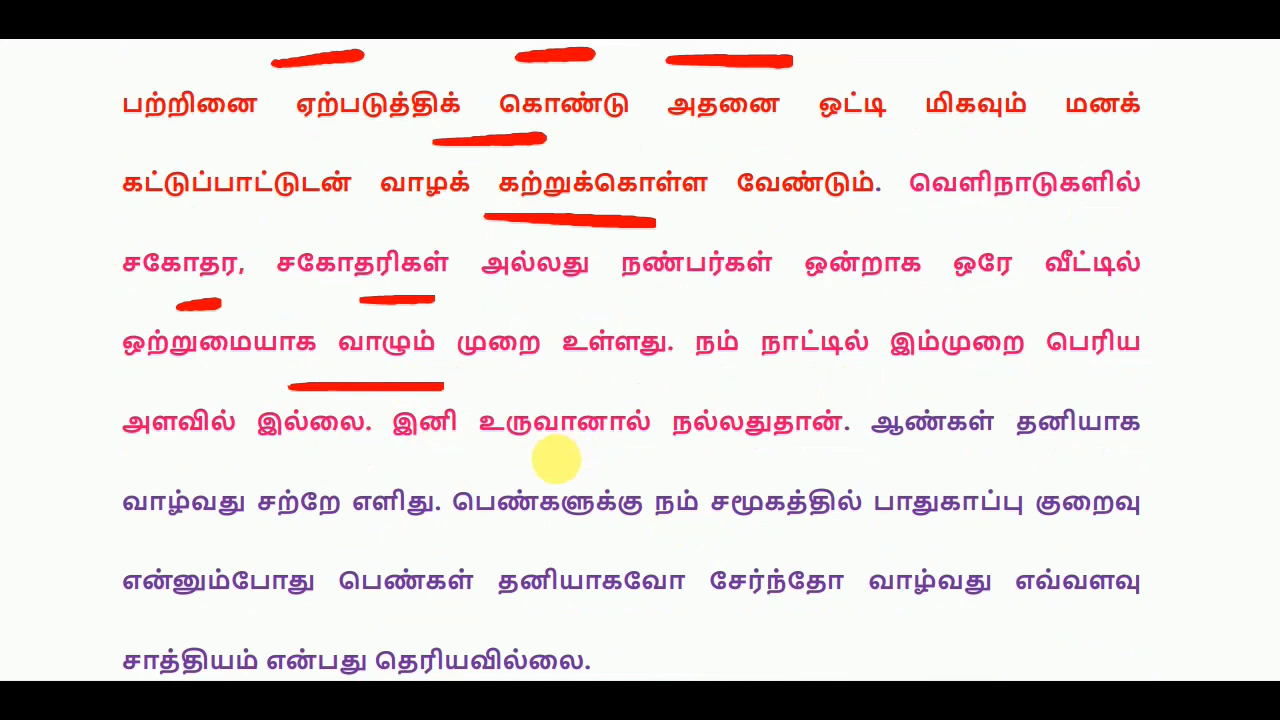 பற்றினை ஏற்படுத்திக் கொண்டு அதனை ஒட்டி மிகவும் மனக்
கட்டுப்பாட்டுடன் வாழக் கற்றுக்கொள்ள வேண்டும். வெளிநாடுகளில்
சகோதர, சகோதரிகள் அல்லது நண்பர்கள் ஒன்றாக ஒரே வீட்டில்
ஒற்றுமையாக வாழும் முறை உள்ளது. நம் நாட்டில் இம்முறை பெரிய
அளவில் இல்லை. இனி உருவானால் நல்லதுதான். ஆண்கள் தனியாக
வாழ்வது சற்றே எளிது. பெண்களுக்கு நம் சமூகத்தில் பாதுகாப்பு குறைவு
என்னும்போது பெண்கள் தனியாகவோ சேர்ந்தோ வாழ்வது எவ்வளவு
சாத்தியம் என்பது தெரியவில்லை.